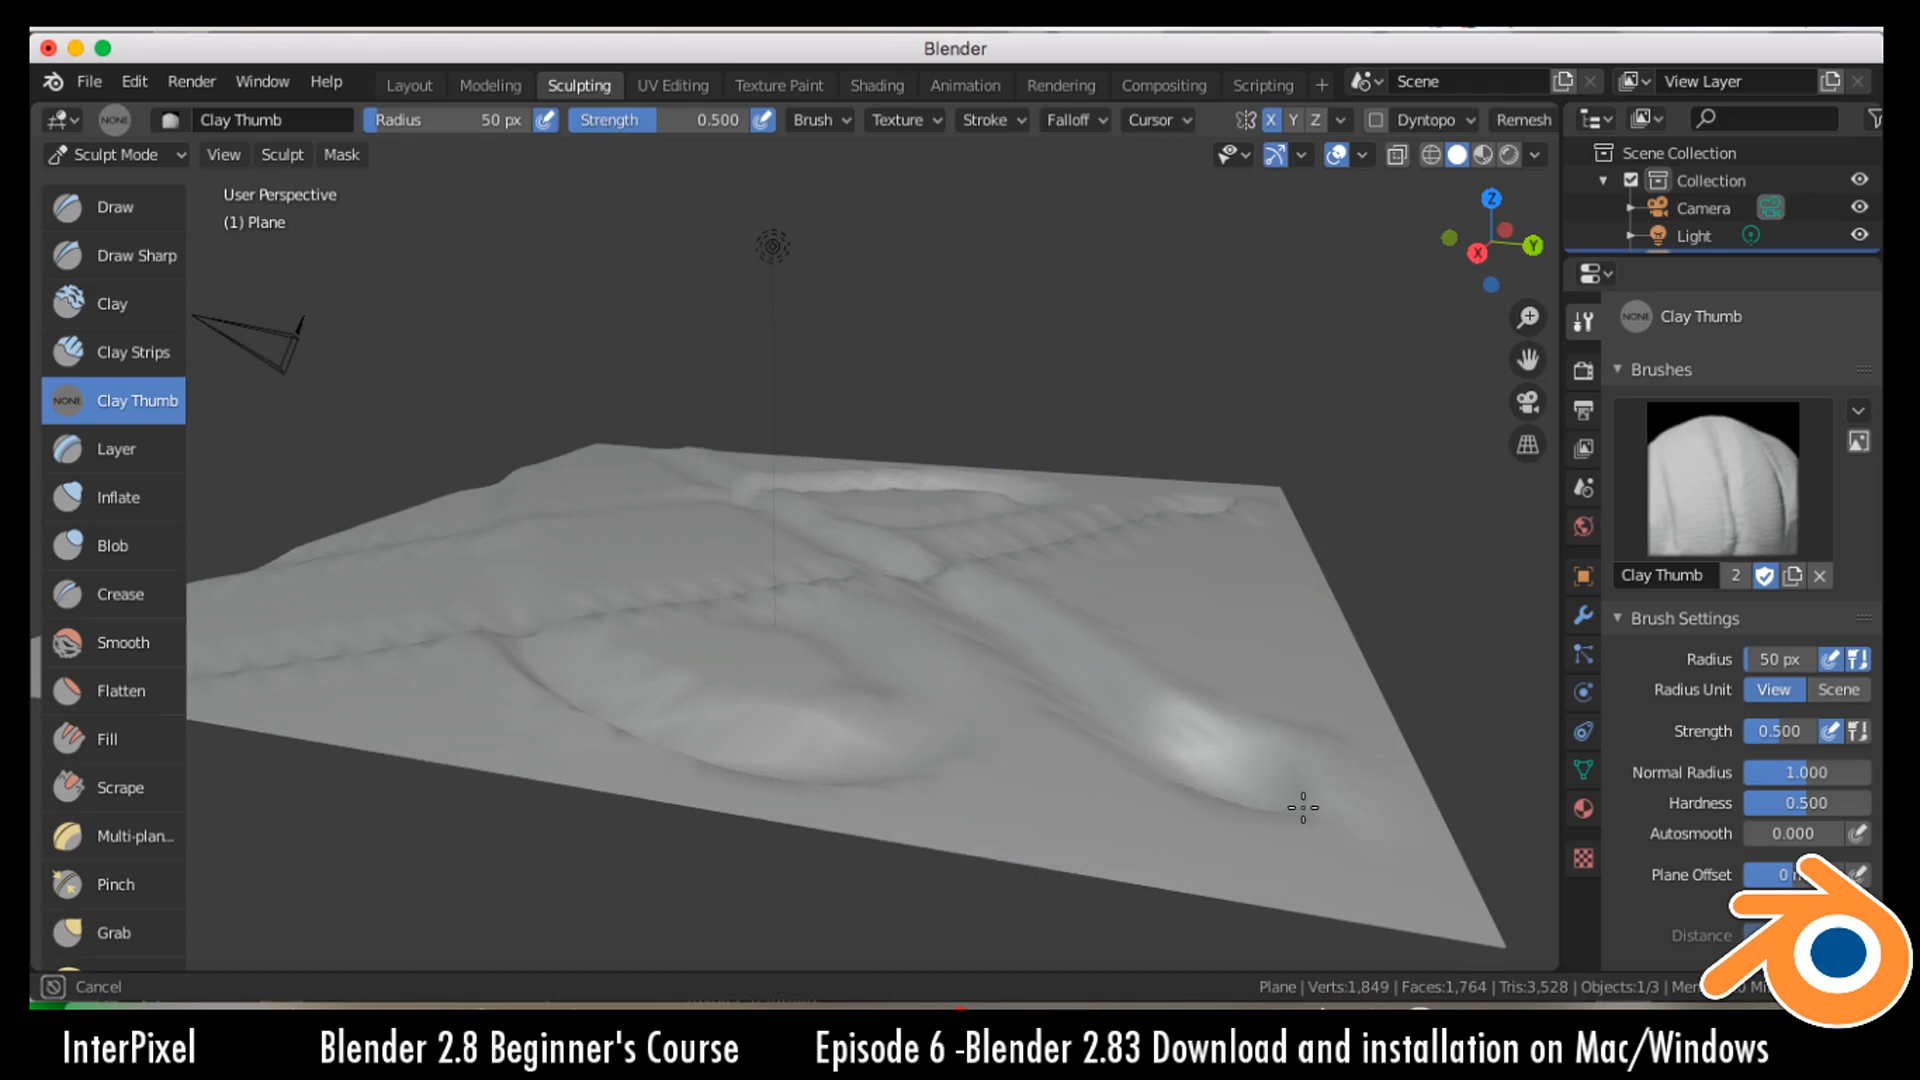 Blender
File Edit Render Window Help Layout Modeling Sculpting UV Editing Texture Paint Shading Animation Rendering Compositing Scripting + Scene View Layer
NONE Clay Thumb Radius 50 px Strength 0.500 Brush Texture Stroke Falloff Cursor X Y Z Dyntopo Remesh
Sculpt Mode View Sculpt Mask
Scene Collection
Collection
Camera
Light
User Perspective
(1) Plane
Z
Y
X
Draw
Draw Sharp
Clay
Clay Strips
NONE Clay Thumb
Layer
Inflate
Blob
Crease
Smooth
Flatten
Fill
Scrape
Multi-plan...
Pinch
Grab
NONE Clay Thumb
Brushes
Clay Thumb 2
Brush Settings
Radius 50 px
Radius Unit View Scene
Strength 0.500
Normal Radius 1.000
Hardness 0.500
Autosmooth 0.000
Plane Offset 0
Distance
Cancel
Plane | Verts:1,849 | Faces:1,764 | Tris:3,528 | Objects:1/3 |
InterPixel Blender 2.8 Beginner's Course Episode 6 -Blender 2.83 Download and installation on Mac/Windows